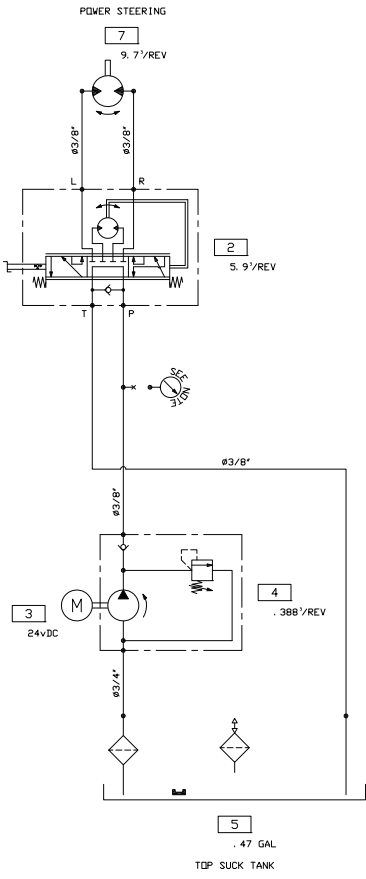 POWER STEERING
7
9.7³/REV
Ø3/8"
Ø3/8"
L
R
2
5.9³/REV
T
P
SEE NOTE
Ø3/8"
Ø3/8"
4
.388³/REV
3
M
24vDC
Ø3/4"
5
.47 GAL
TOP SUCK TANK